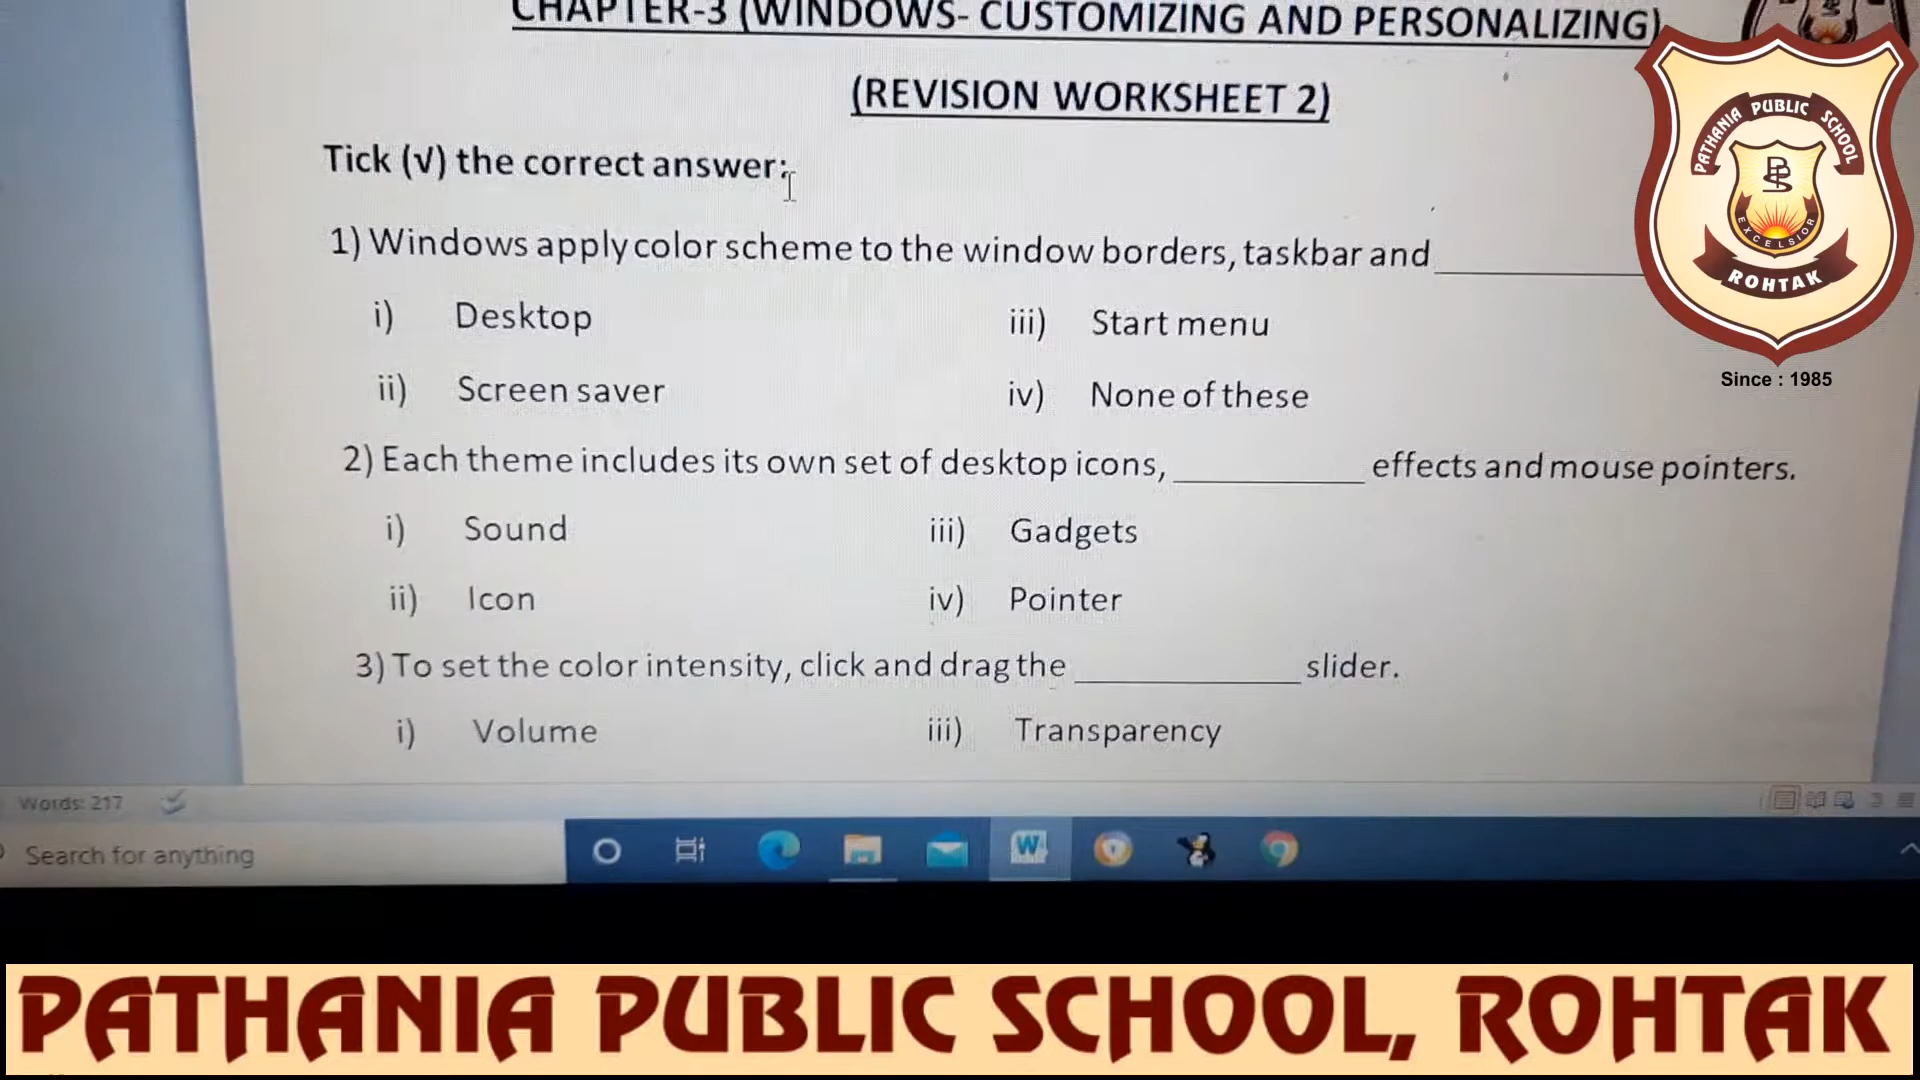 CHAPTER-3 (WINDOWS- CUSTOMIZING AND PERSONALIZING)
(REVISION WORKSHEET 2)
Tick (√) the correct answer:
1) Windows apply color scheme to the window borders, taskbar and __________
i) Desktop iii) Start menu
ii) Screen saver iv) None of these
2) Each theme includes its own set of desktop icons, __________ effects and mouse pointers.
i) Sound iii) Gadgets
ii) Icon iv) Pointer
3) To set the color intensity, click and drag the ____________ slider.
i) Volume iii) Transparency
Words: 217
Search for anything
PATHANIA PUBLIC SCHOOL
EXCELSIOR
ROHTAK
Since : 1985
PATHANIA PUBLIC SCHOOL, ROHTAK